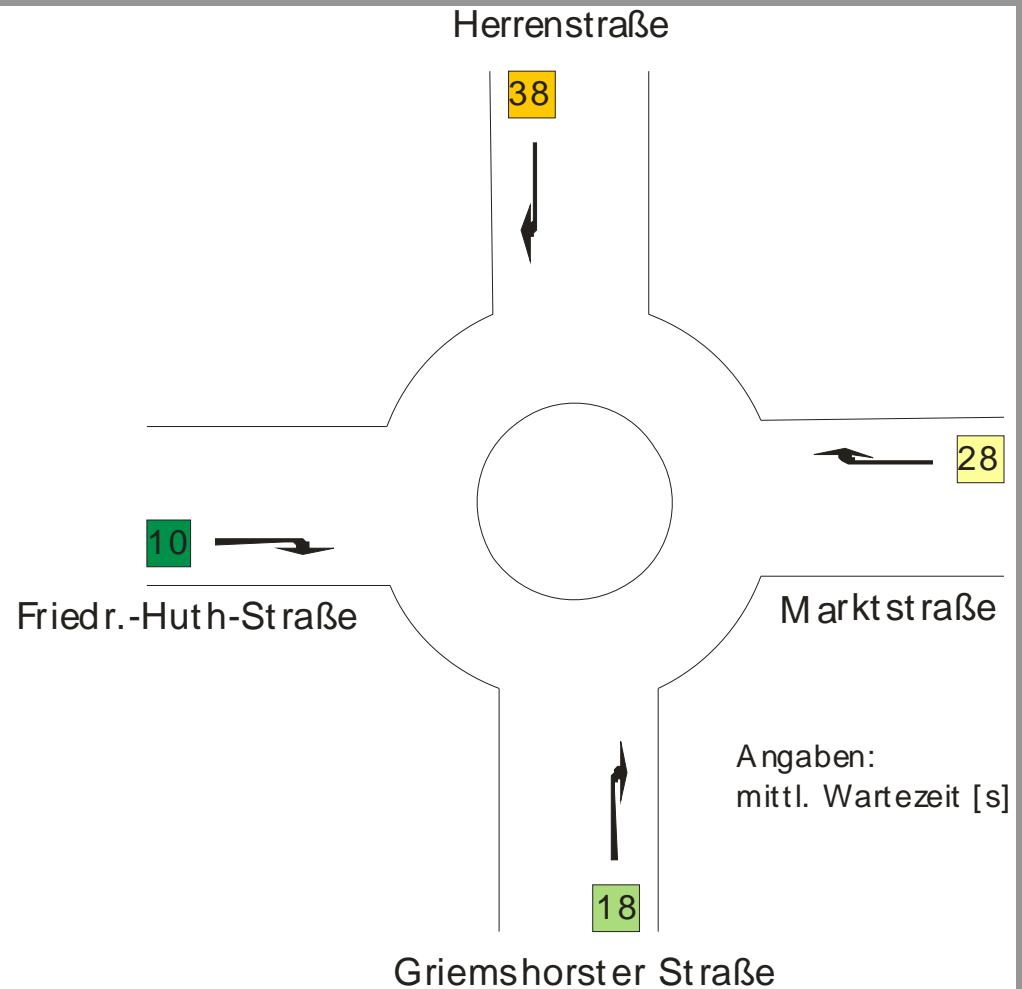 Herrenstraße
38
28
10
Friedr.-Huth-Straße
Marktstraße
Angaben:
mittl. Wartezeit [s]
18
Griemshorster Straße